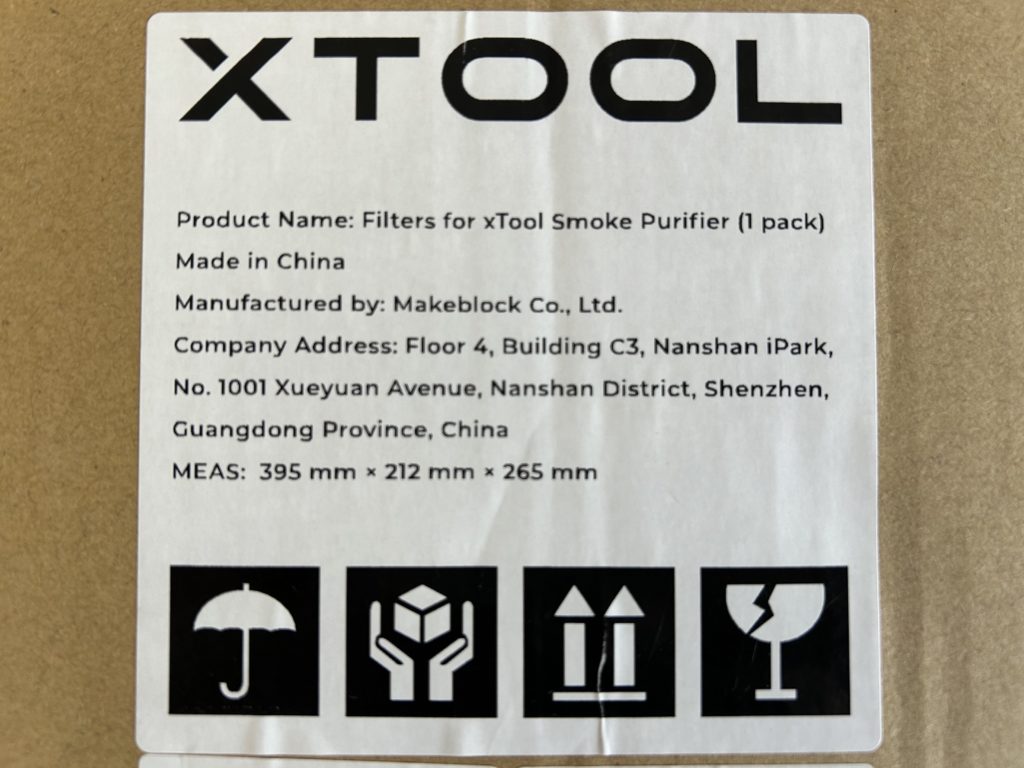 XTOOL
Product Name: Filters for xTool Smoke Purifier (1 pack)
Made in China
Manufactured by: Makeblock Co., Ltd.
Company Address: Floor 4, Building C3, Nanshan iPark,
No. 1001 Xueyuan Avenue, Nanshan District, Shenzhen,
Guangdong Province, China
MEAS: 395 mm × 212 mm × 265 mm